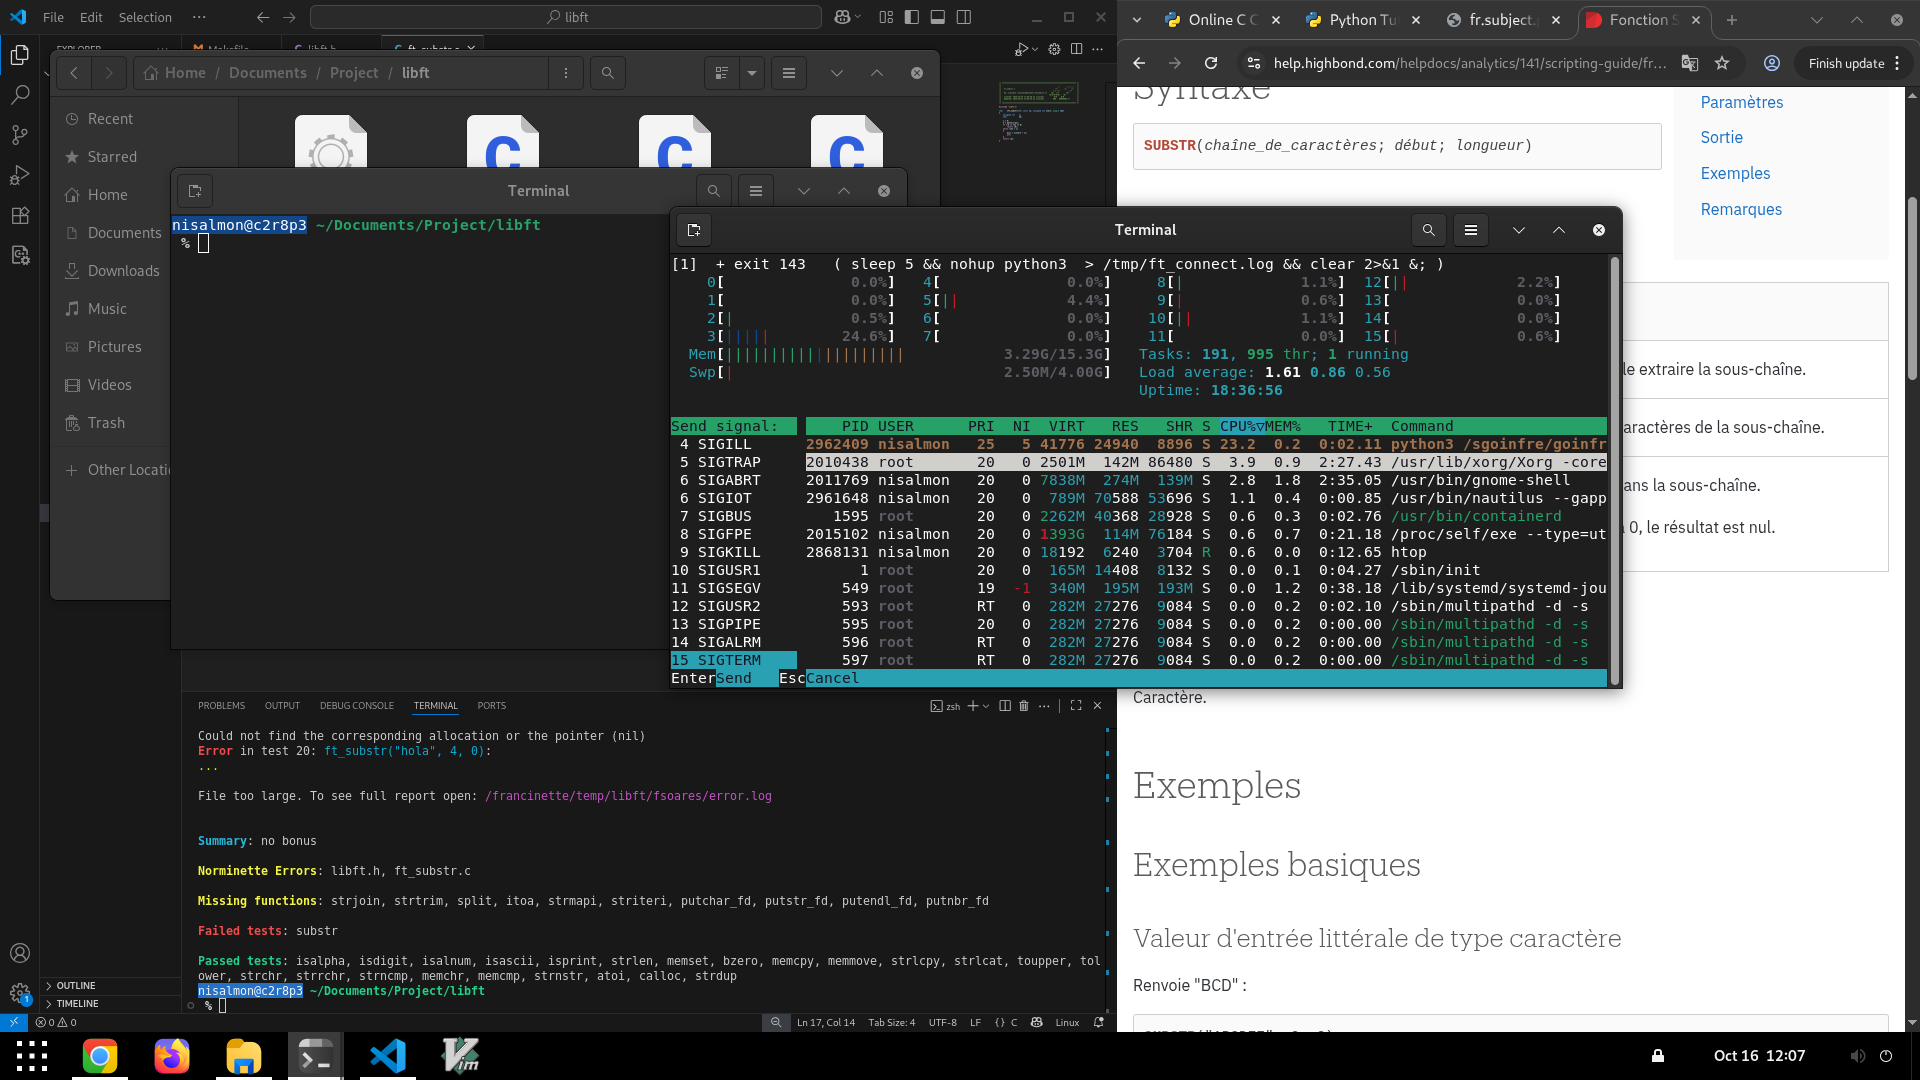 File Edit Selection ···
libft
EXPLORER
Makefile
libft.h
ft_substr.c
Home / Documents / Project / libft
Recent
Starred
Home
Documents
Downloads
Music
Pictures
Videos
Trash
Other Locatio
Terminal
nisalmon@c2r8p3 ~/Documents/Project/libft
%
Terminal
[1]  + exit 143   ( sleep 5 && nohup python3  > /tmp/ft_connect.log && clear 2>&1 &; )
0[ 0.0%] 4[ 0.0%] 8[| 1.1%] 12[|| 2.2%]
1[ 0.0%] 5[|| 4.4%] 9[| 0.6%] 13[ 0.0%]
2[| 0.5%] 6[ 0.0%] 10[|| 1.1%] 14[ 0.0%]
3[||||| 24.6%] 7[ 0.0%] 11[ 0.0%] 15[| 0.6%]
Mem[|||||||||||||||||||| 3.29G/15.3G] Tasks: 191, 995 thr; 1 running
Swp[| 2.50M/4.00G] Load average: 1.61 0.86 0.56
Uptime: 18:36:56
Send signal: PID USER PRI NI VIRT RES SHR S CPU%▽MEM% TIME+ Command
4 SIGILL 2962409 nisalmon 25 5 41776 24940 8896 S 23.2 0.2 0:02.11 python3 /sgoinfre/goinfr
5 SIGTRAP 2010438 root 20 0 2501M 142M 86480 S 3.9 0.9 2:27.43 /usr/lib/xorg/Xorg -core
6 SIGABRT 2011769 nisalmon 20 0 7838M 274M 139M S 2.8 1.8 2:35.05 /usr/bin/gnome-shell
6 SIGIOT 2961648 nisalmon 20 0 789M 70588 53696 S 1.1 0.4 0:00.85 /usr/bin/nautilus --gapp
7 SIGBUS 1595 root 20 0 2262M 40368 28928 S 0.6 0.3 0:02.76 /usr/bin/containerd
8 SIGFPE 2015102 nisalmon 20 0 1393G 114M 76184 S 0.6 0.7 0:21.18 /proc/self/exe --type=ut
9 SIGKILL 2868131 nisalmon 20 0 18192 6240 3704 R 0.6 0.0 0:12.65 htop
10 SIGUSR1 1 root 20 0 165M 14408 8132 S 0.0 0.1 0:04.27 /sbin/init
11 SIGSEGV 549 root 19 -1 340M 195M 193M S 0.0 1.2 0:38.18 /lib/systemd/systemd-jou
12 SIGUSR2 593 root RT 0 282M 27276 9084 S 0.0 0.2 0:02.10 /sbin/multipathd -d -s
13 SIGPIPE 595 root 20 0 282M 27276 9084 S 0.0 0.2 0:00.00 /sbin/multipathd -d -s
14 SIGALRM 596 root RT 0 282M 27276 9084 S 0.0 0.2 0:00.00 /sbin/multipathd -d -s
15 SIGTERM 597 root RT 0 282M 27276 9084 S 0.0 0.2 0:00.00 /sbin/multipathd -d -s
EnterSend EscCancel
PROBLEMS OUTPUT DEBUG CONSOLE TERMINAL PORTS
zsh
Could not find the corresponding allocation or the pointer (nil)
Error in test 20: ft_substr("hola", 4, 0):
...
File too large. To see full report open: /francinette/temp/libft/fsoares/error.log
Summary: no bonus
Norminette Errors: libft.h, ft_substr.c
Missing functions: strjoin, strtrim, split, itoa, strmapi, striteri, putchar_fd, putstr_fd, putendl_fd, putnbr_fd
Failed tests: substr
Passed tests: isalpha, isdigit, isalnum, isascii, isprint, strlen, memset, bzero, memcpy, memmove, strlcpy, strlcat, toupper, tol
ower, strchr, strrchr, strncmp, memchr, memcmp, strnstr, atoi, calloc, strdup
nisalmon@c2r8p3 ~/Documents/Project/libft
%
OUTLINE
TIMELINE
1
0 0
Ln 17, Col 14 Tab Size: 4 UTF-8 LF {} C Linux
Online C C
Python Tu
fr.subject.
Fonction S
help.highbond.com/helpdocs/analytics/141/scripting-guide/fr...
Finish update
Syntaxe
SUBSTR(chaîne_de_caractères; début; longueur)
Paramètres
Sortie
Exemples
Remarques
le extraire la sous-chaîne.
aractères de la sous-chaîne.
ans la sous-chaîne.
0, le résultat est nul.
Caractère.
Exemples
Exemples basiques
Valeur d'entrée littérale de type caractère
Renvoie "BCD" :
Oct 16 12:07